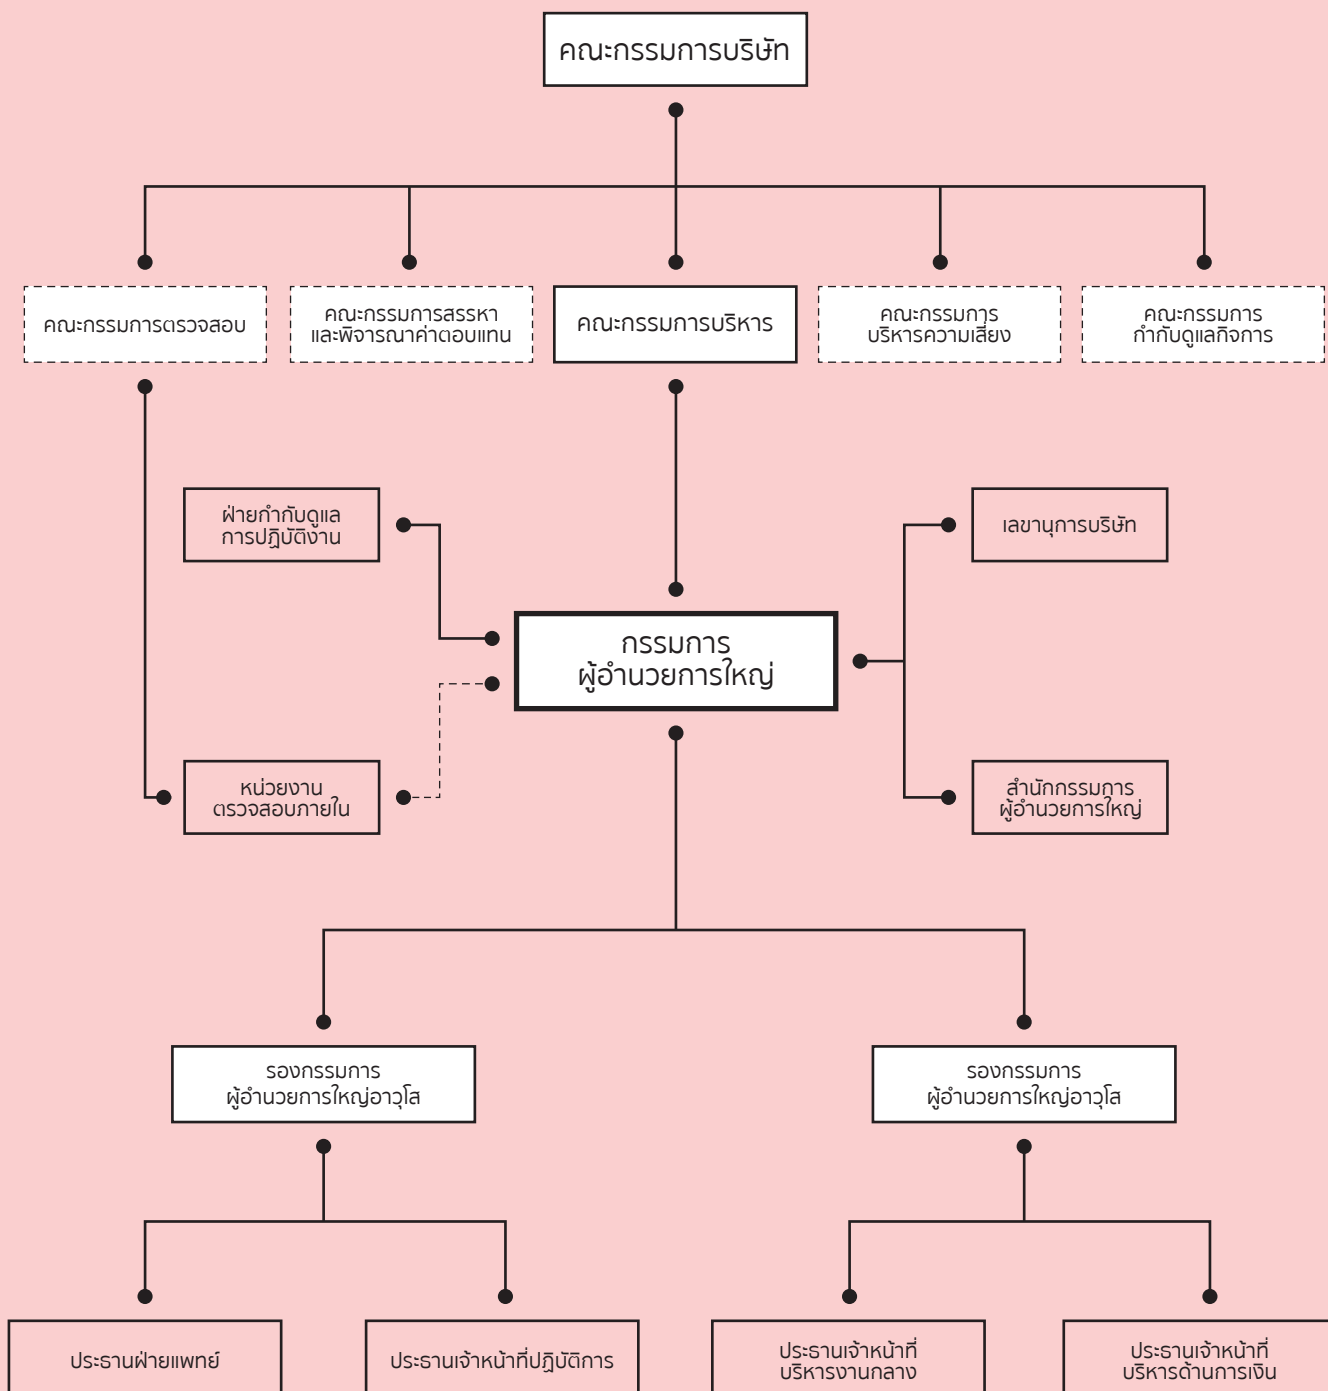 คณะกรรมการบริษัท
คณะกรรมการตรวจสอบ
คณะกรรมการสรรหา
และพิจารณาค่าตอบแทน
คณะกรรมการบริหาร
คณะกรรมการ
บริหารความเสี่ยง
คณะกรรมการ
กำกับดูแลกิจการ
ฝ่ายกำกับดูแล
การปฏิบัติงาน
เลขานุการบริษัท
กรรมการ
ผู้อำนวยการใหญ่
หน่วยงาน
ตรวจสอบภายใน
สำนักกรรมการ
ผู้อำนวยการใหญ่
รองกรรมการ
ผู้อำนวยการใหญ่อาวุโส
รองกรรมการ
ผู้อำนวยการใหญ่อาวุโส
ประธานฝ่ายแพทย์
ประธานเจ้าหน้าที่ปฏิบัติการ
ประธานเจ้าหน้าที่
บริหารงานกลาง
ประธานเจ้าหน้าที่
บริหารด้านการเงิน